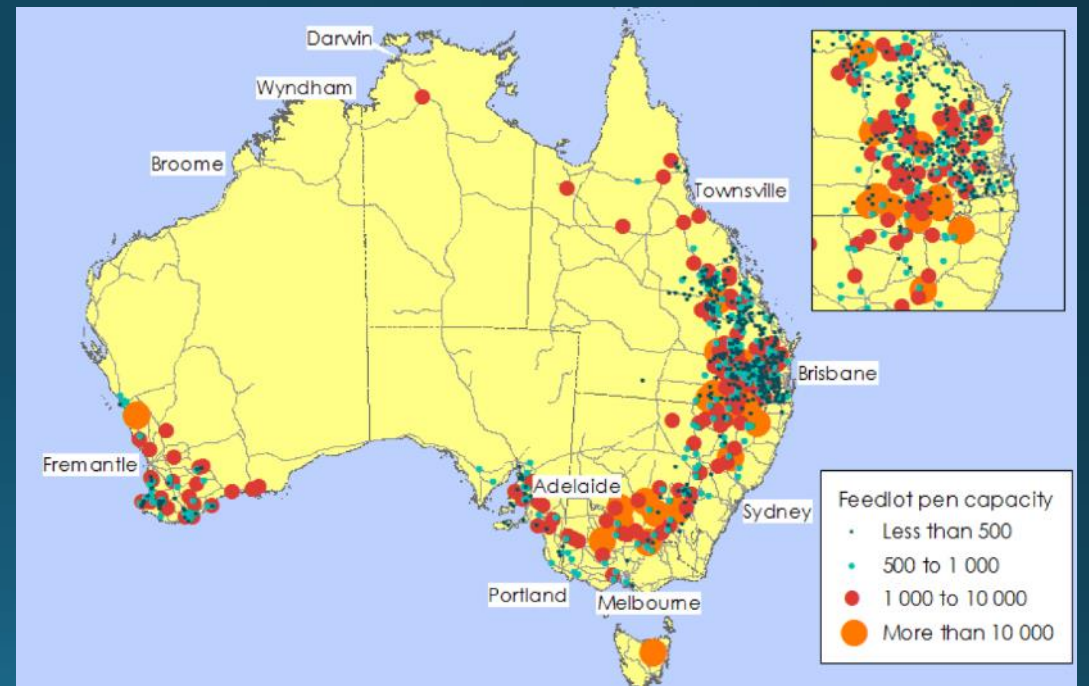 Darwin
Wyndham
Broome
Townsville
Brisbane
Fremantle
Adelaide
Sydney
Portland
Melbourne
Feedlot pen capacity
Less than 500
500 to 1 000
1 000 to 10 000
More than 10 000